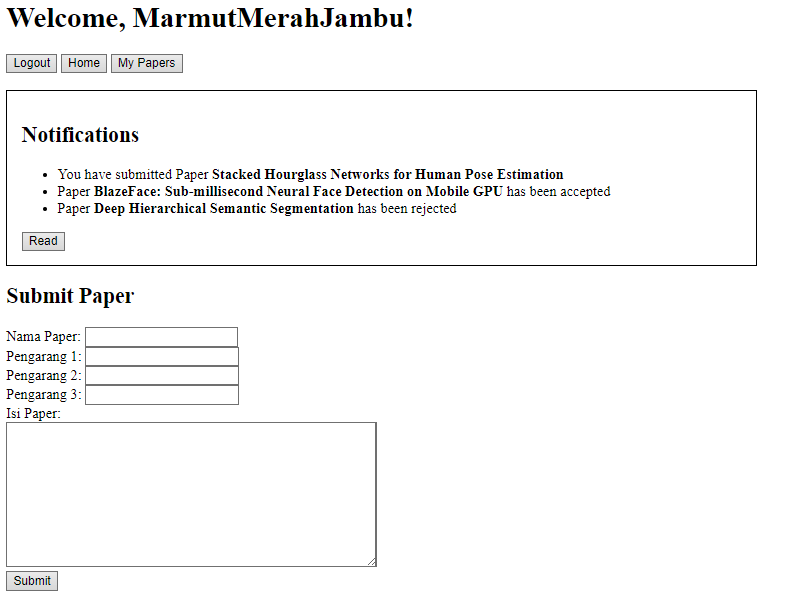 Welcome, MarmutMerahJambu!
Logout Home My Papers
Notifications
You have submitted Paper Stacked Hourglass Networks for Human Pose Estimation
Paper BlazeFace: Sub-millisecond Neural Face Detection on Mobile GPU has been accepted
Paper Deep Hierarchical Semantic Segmentation has been rejected
Read
Submit Paper
Nama Paper:
Pengarang 1:
Pengarang 2:
Pengarang 3:
Isi Paper:
Submit